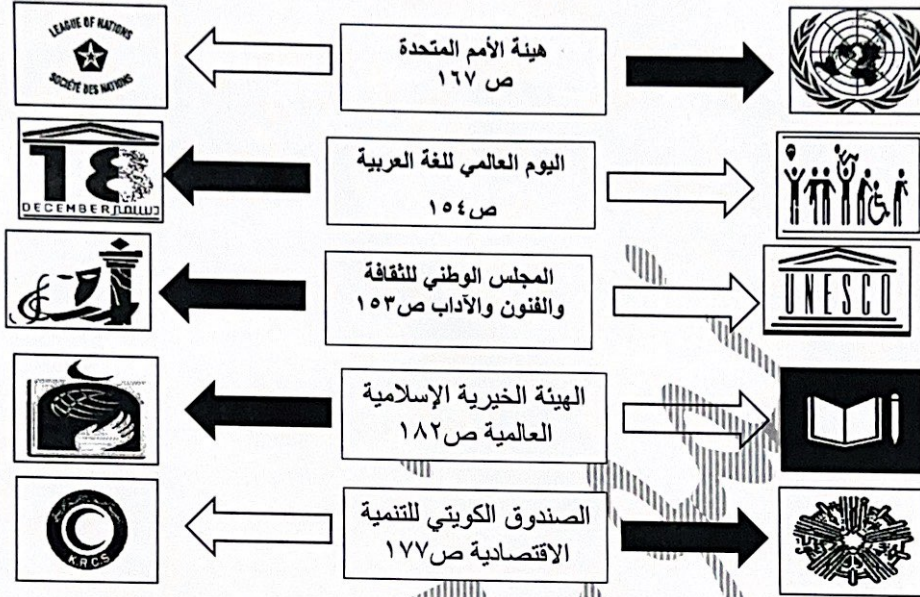 LEAGUE OF NATIONS
SOCIÉTÉ DES NATIONS
هيئة الأمم المتحدة
ص ١٦٧
اليوم العالمي للغة العربية
ص١٥٤
DECEMBER ديسمبر
المجلس الوطني للثقافة
والفنون والآداب ص١٥٣
UNESCO
الهيئة الخيرية الإسلامية
العالمية ص١٨٢
الصندوق الكويتي للتنمية
الاقتصادية ص١٧٧
K.R.C.S